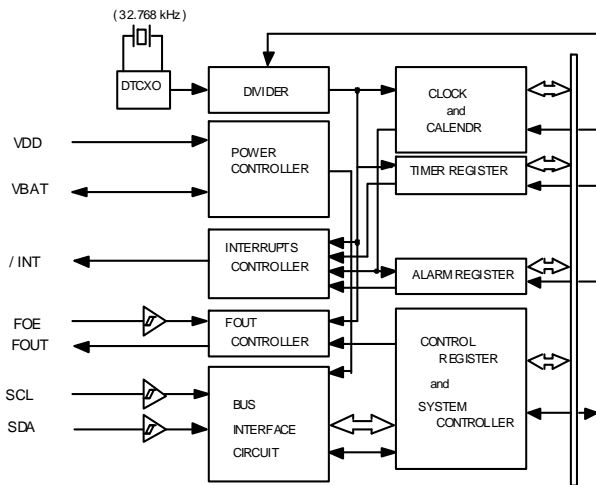 ( 32.768 kHz)
DTCXO
DIVIDER
CLOCK
and
CALENDR
VDD
POWER
CONTROLLER
VBAT
TIMER REGISTER
/ INT
INTERRUPTS
CONTROLLER
ALARM REGISTER
FOE
FOUT
FOUT
CONTROLLER
CONTROL
REGISTER
and
SYSTEM
CONTROLLER
SCL
SDA
BUS
INTERFACE
CIRCUIT